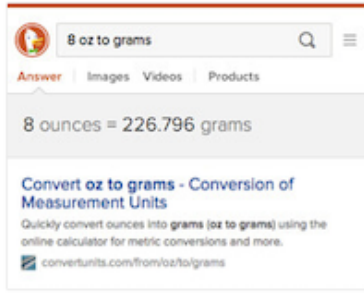 8 oz to grams
Answer Images Videos Products
8 ounces = 226.796 grams
Convert oz to grams - Conversion of
Measurement Units
Quickly convert ounces into grams (oz to grams) using the
online calculator for metric conversions and more.
convertunits.com/from/oz/to/grams